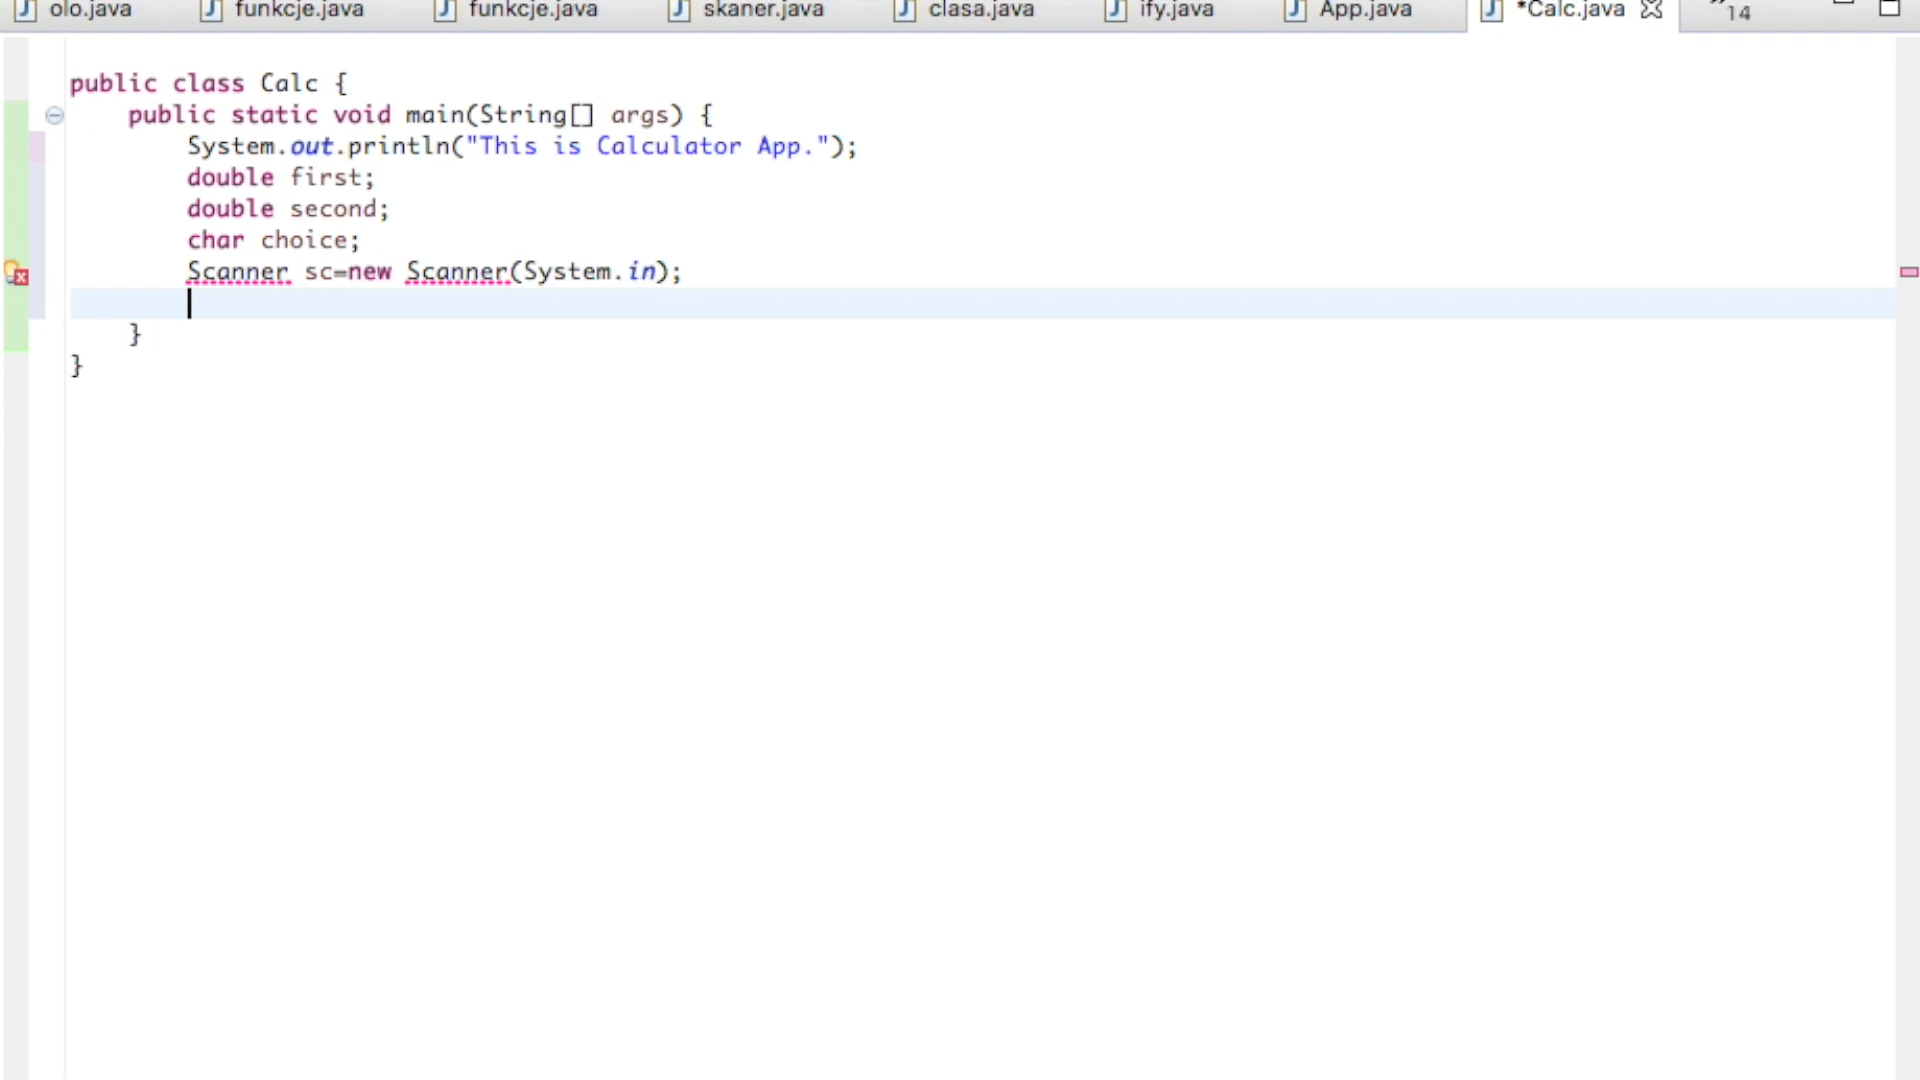 olo.java funkcje.java funkcje.java skaner.java clasa.java ify.java App.java *Calc.java »14
public class Calc {
public static void main(String[] args) {
System.out.println("This is Calculator App.");
double first;
double second;
char choice;
Scanner sc=new Scanner(System.in);
}
}